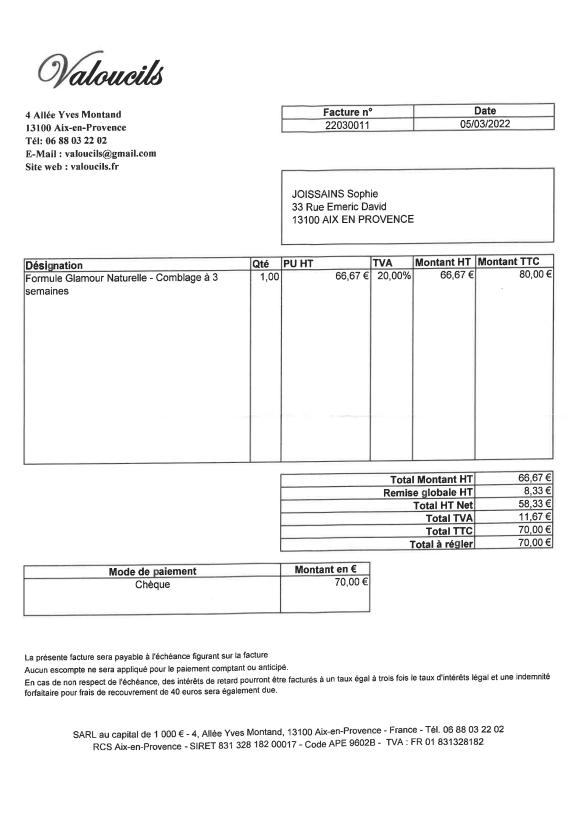 Valoucils
4 Allée Yves Montand
13100 Aix-en-Provence
Tél: 06 88 03 22 02
E-Mail : valoucils@gmail.com
Site web : valoucils.fr
Facture n° Date
22030011 05/03/2022
JOISSAINS Sophie
33 Rue Emeric David
13100 AIX EN PROVENCE
Désignation Qté PU HT TVA Montant HT Montant TTC
Formule Glamour Naturelle - Comblage à 3 1,00 66,67 € 20,00% 66,67 € 80,00 €
semaines
Total Montant HT 66,67 €
Remise globale HT 8,33 €
Total HT Net 58,33 €
Total TVA 11,67 €
Total TTC 70,00 €
Total à régler 70,00 €
Mode de paiement Montant en €
Chèque 70,00 €
La présente facture sera payable à l'échéance figurant sur la facture
Aucun escompte ne sera appliqué pour le paiement comptant ou anticipé.
En cas de non respect de l'échéance, des intérêts de retard pourront être facturés à un taux égal à trois fois le taux d'intérêts légal et une indemnité
forfaitaire pour frais de recouvrement de 40 euros sera également due.
SARL au capital de 1 000 € - 4, Allée Yves Montand, 13100 Aix-en-Provence - France - Tél. 06 88 03 22 02
RCS Aix-en-Provence - SIRET 831 328 182 00017 - Code APE 9602B - TVA : FR 01 831328182